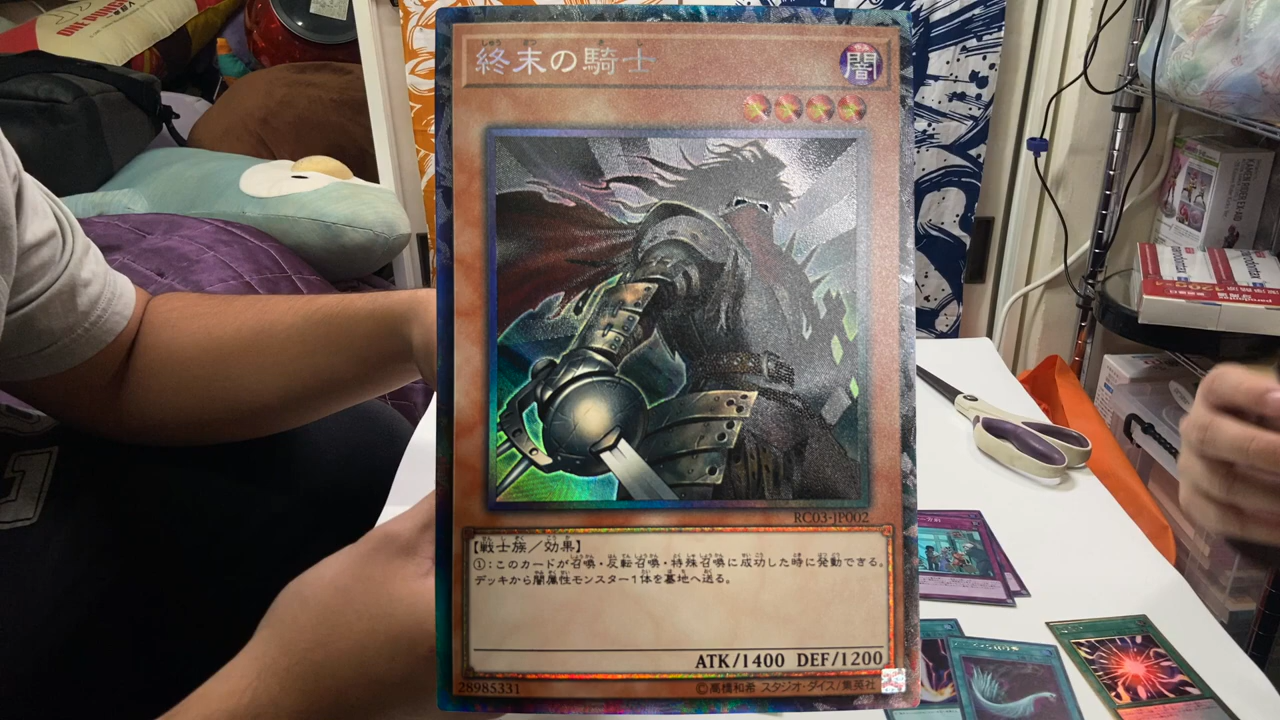 終末の騎士
闇
RC03-JP002
【戦士族/効果】
①:このカードが召喚・反転召喚・特殊召喚に成功した時に発動できる。
デッキから闇属性モンスター1体を墓地へ送る。
ATK/1400 DEF/1200
28985331
©高橋和希 スタジオ・ダイス/集英社